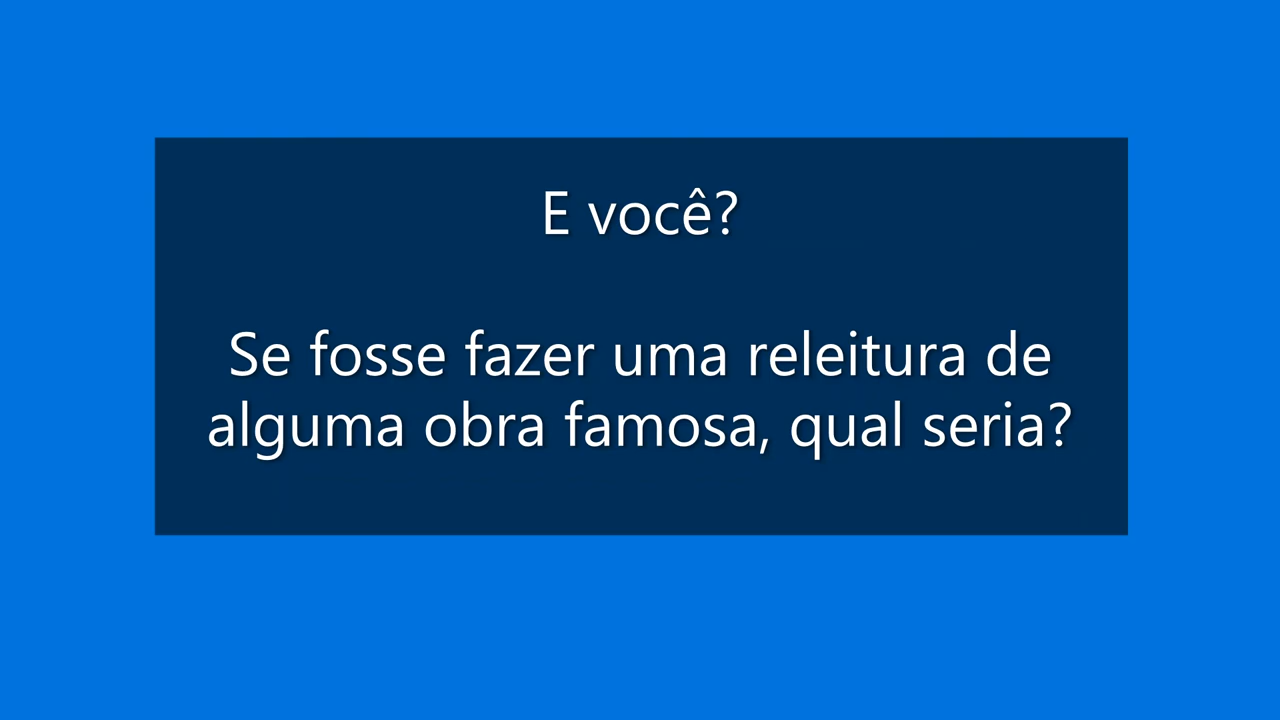 E você?
Se fosse fazer uma releitura de
alguma obra famosa, qual seria?